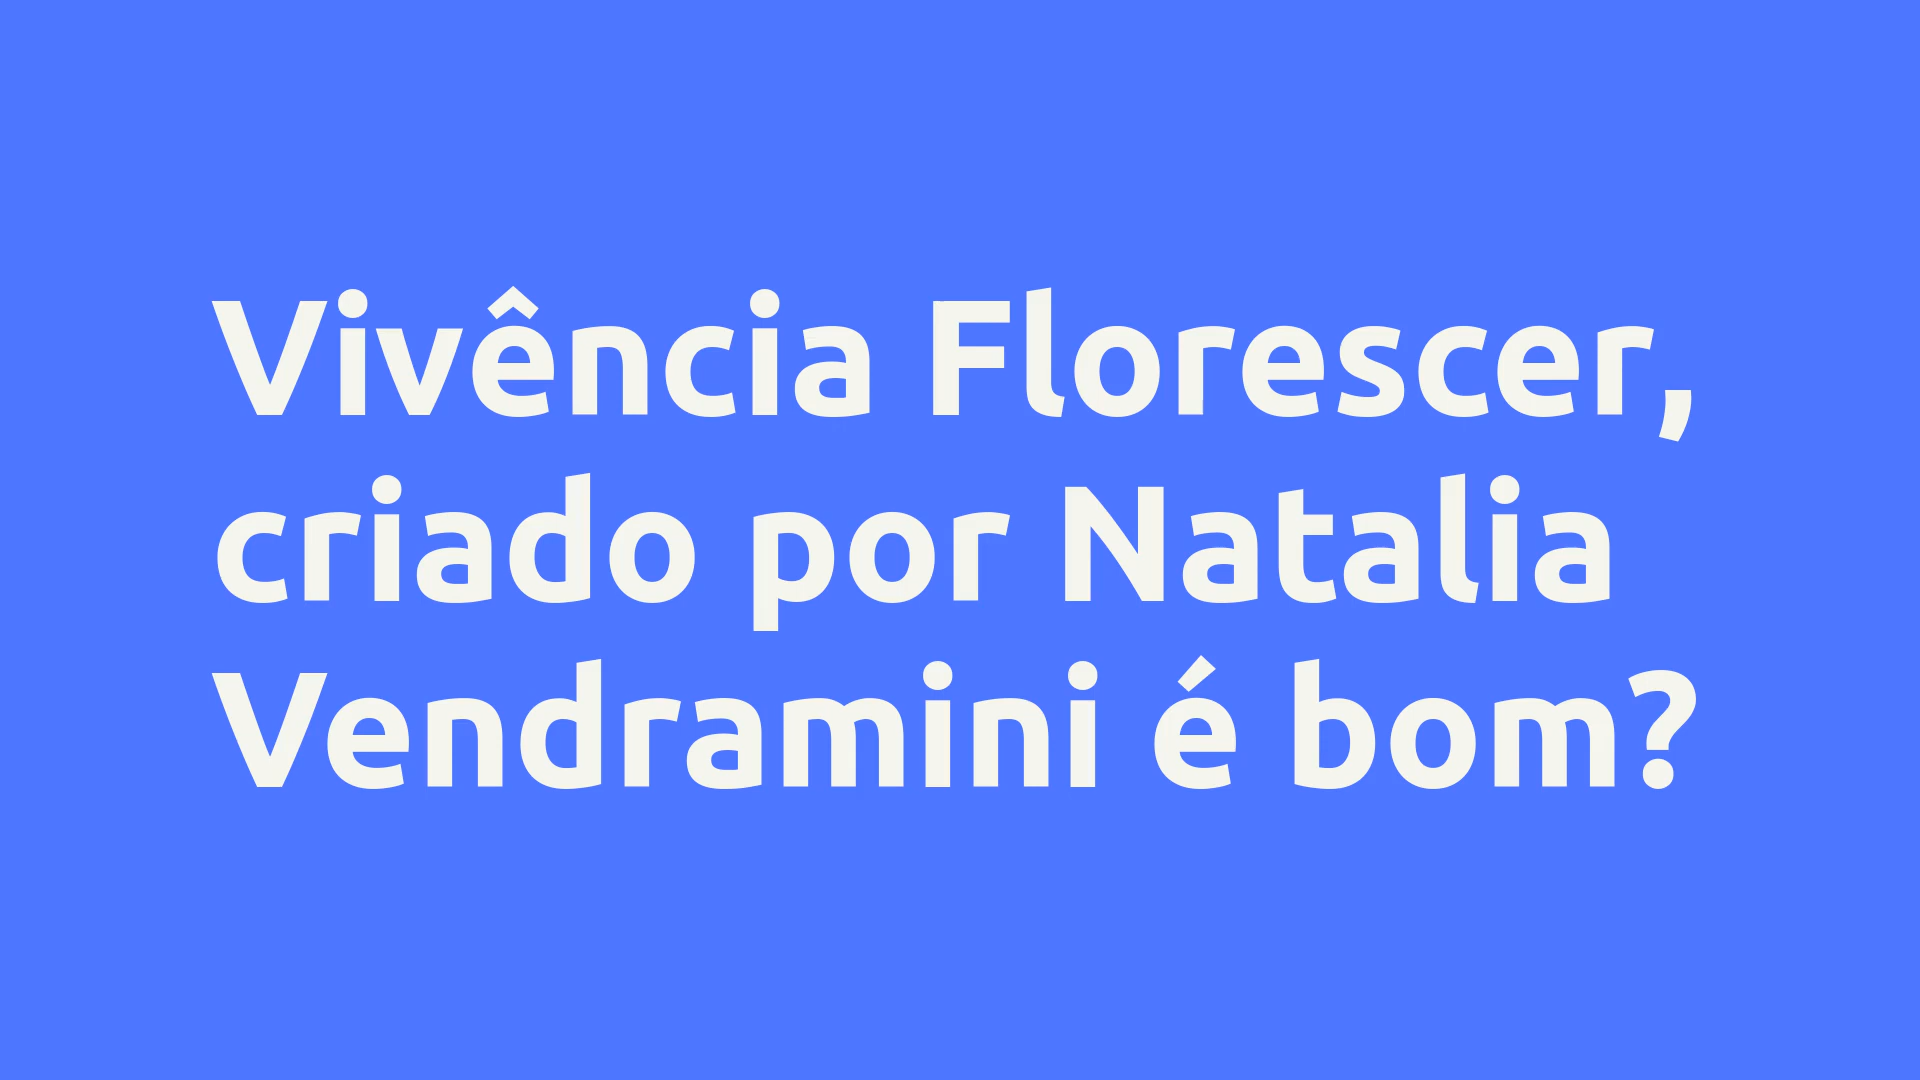 Vivência Florescer,
criado por Natalia
Vendramini é bom?